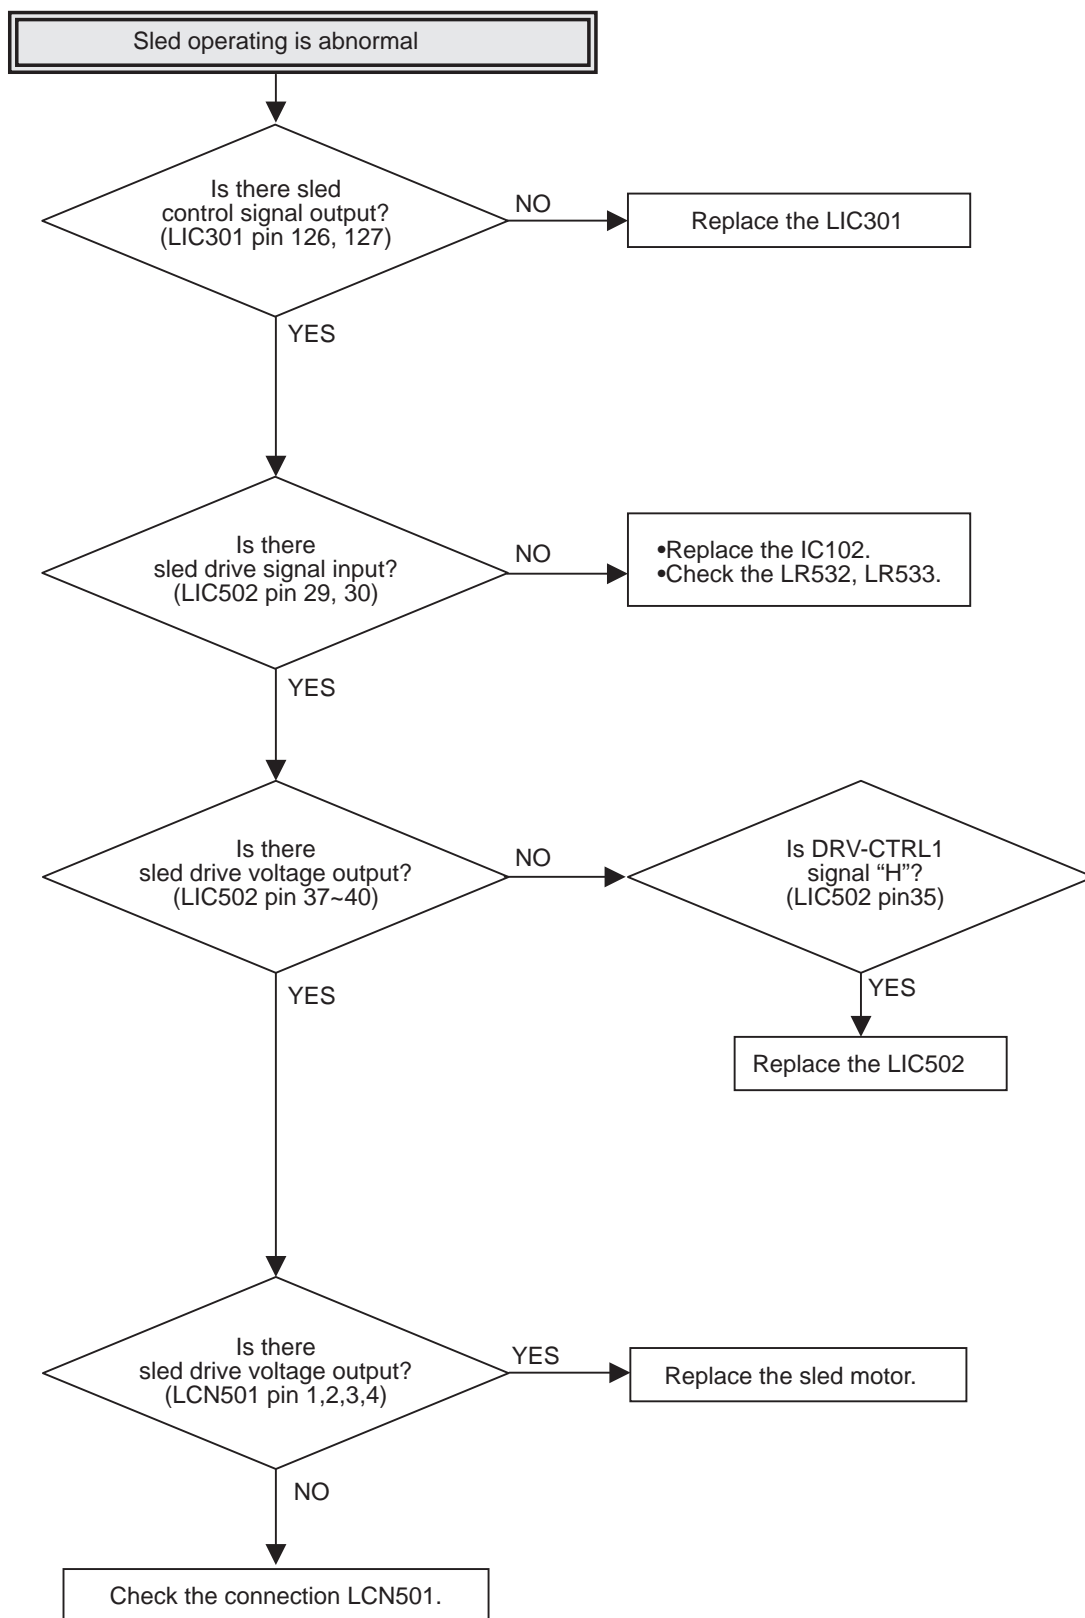 Sled operating is abnormal
Is there sled
control signal output?
(LIC301 pin 126, 127)
NO
Replace the LIC301
YES
Is there
sled drive signal input?
(LIC502 pin 29, 30)
NO
•Replace the IC102.
•Check the LR532, LR533.
YES
Is there
sled drive voltage output?
(LIC502 pin 37~40)
NO
Is DRV-CTRL1
signal “H”?
(LIC502 pin35)
YES
YES
Replace the LIC502
Is there
sled drive voltage output?
(LCN501 pin 1,2,3,4)
YES
Replace the sled motor.
NO
Check the connection LCN501.